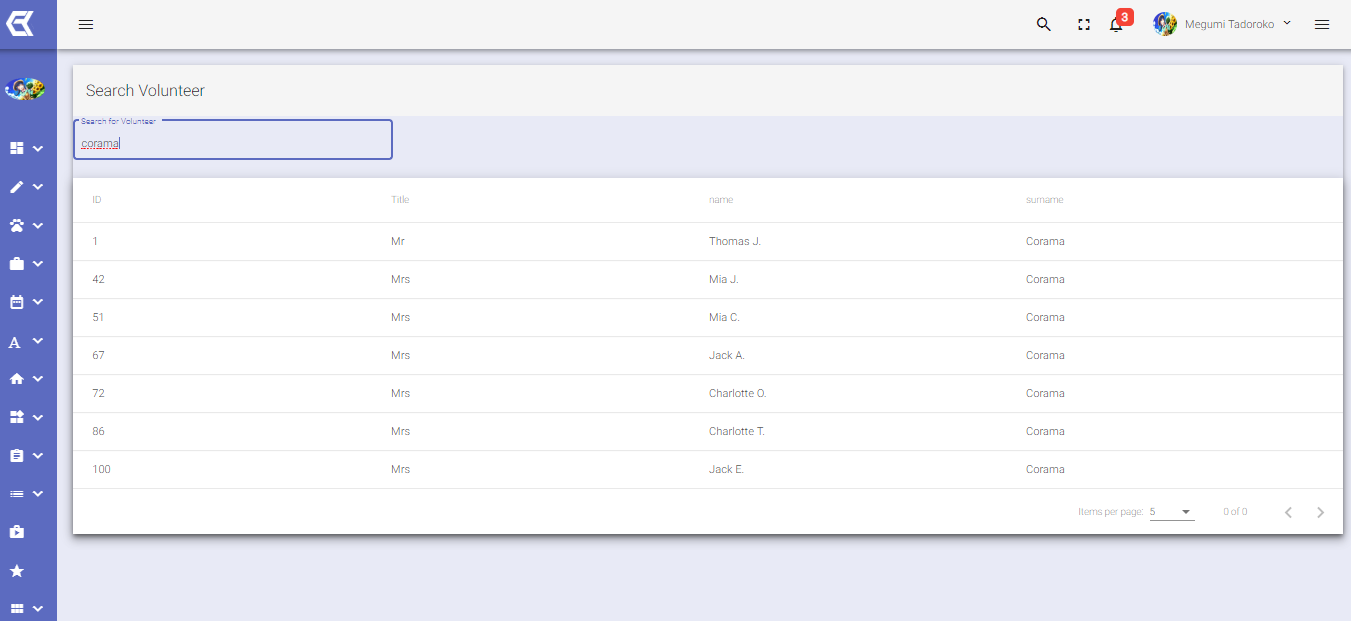 3
Megumi Tadoroko
Search Volunteer
Search for Volunteer
corama
ID Title name surname
1 Mr Thomas J. Corama
42 Mrs Mia J. Corama
51 Mrs Mia C. Corama
67 Mrs Jack A. Corama
72 Mrs Charlotte O. Corama
86 Mrs Charlotte T. Corama
100 Mrs Jack E. Corama
Items per page: 5 0 of 0